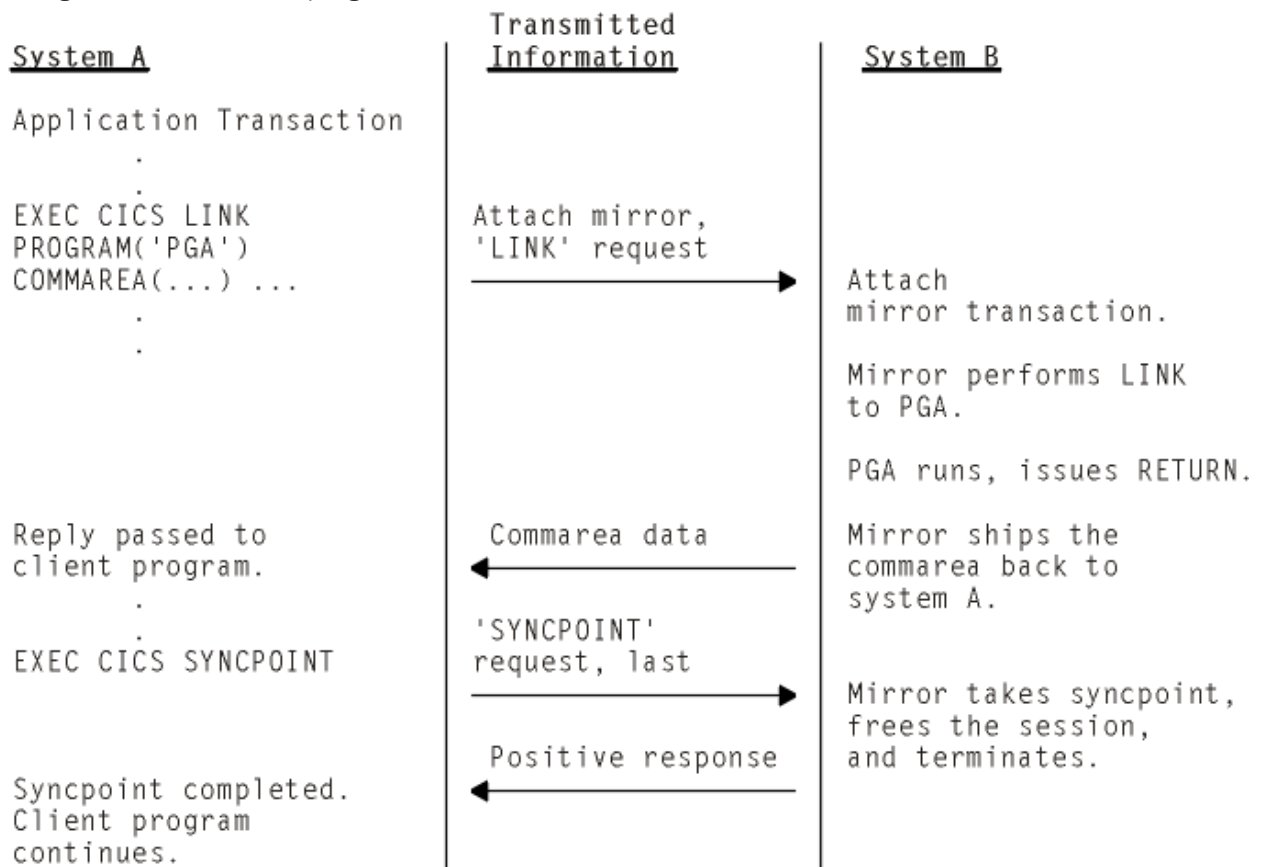 Transmitted
System A Information System B
Application Transaction
.
.
EXEC CICS LINK Attach mirror,
PROGRAM('PGA') 'LINK' request
COMMAREA(...) ... Attach
. mirror transaction.
.
Mirror performs LINK
to PGA.
PGA runs, issues RETURN.
Reply passed to Commarea data Mirror ships the
client program. commarea back to
. system A.
. 'SYNCPOINT'
EXEC CICS SYNCPOINT request, last
Mirror takes syncpoint,
frees the session,
Positive response and terminates.
Syncpoint completed.
Client program
continues.